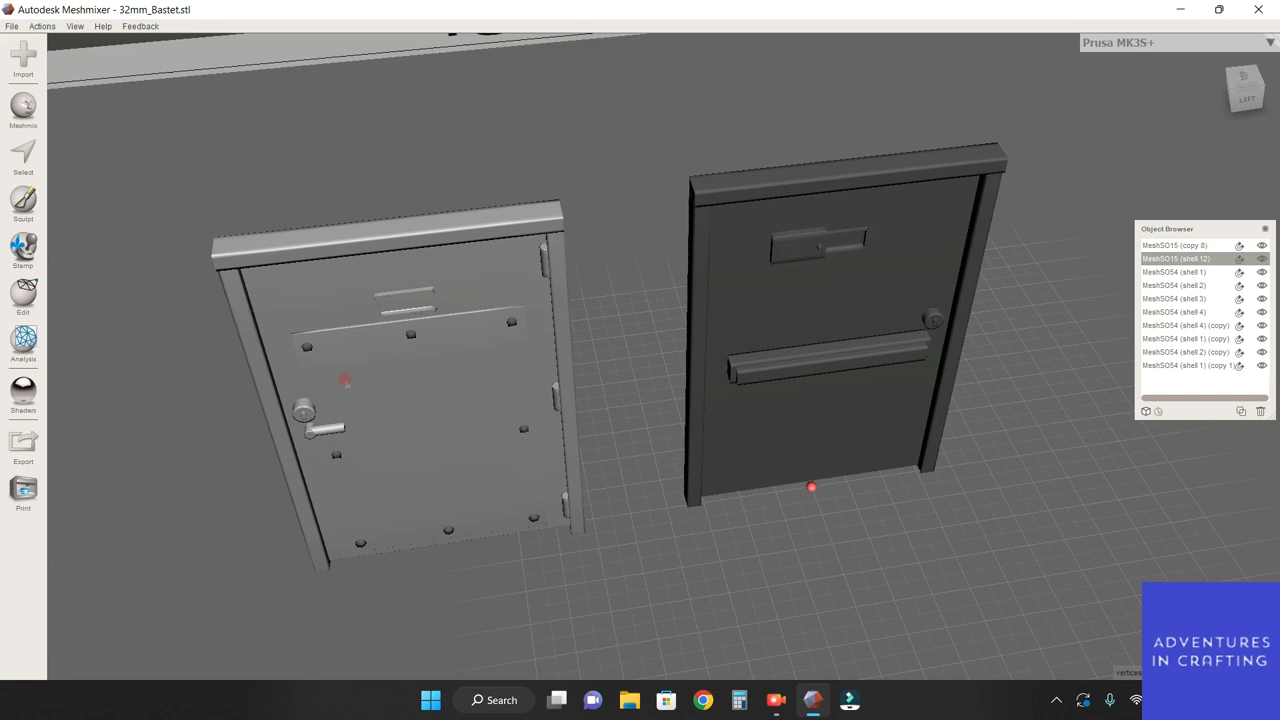 Autodesk Meshmixer - 32mm_Bastet.stl
File Actions View Help Feedback
Prusa MK3S+
Import
Meshmix
Select
Sculpt
Stamp
Edit
Analysis
Shaders
Export
Print
LEFT
Object Browser
MeshSO15 (copy 8)
MeshSO15 (shell 12)
MeshSO54 (shell 1)
MeshSO54 (shell 2)
MeshSO54 (shell 3)
MeshSO54 (shell 4)
MeshSO54 (shell 4) (copy)
MeshSO54 (shell 1) (copy)
MeshSO54 (shell 2) (copy)
MeshSO54 (shell 1) (copy 1)
vertices
ADVENTURES
IN CRAFTING
Search